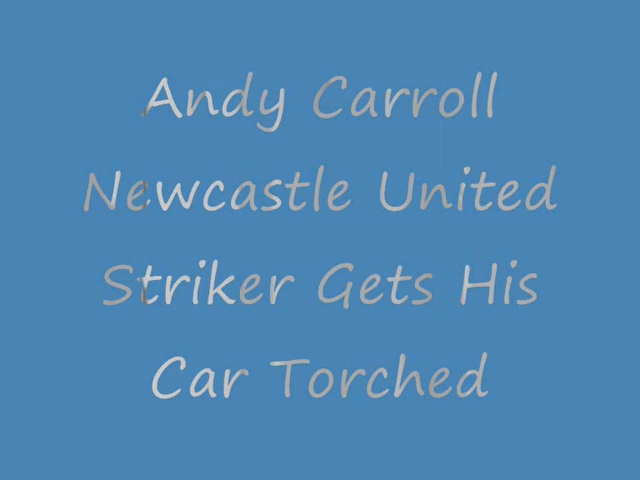 Andy Carroll
Newcastle United
Striker Gets His
Car Torched